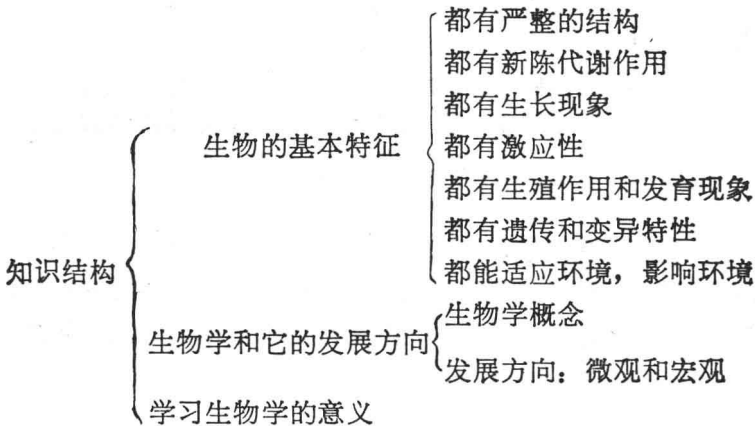 都有严整的结构
都有新陈代谢作用
都有生长现象
生物的基本特征
都有激应性
都有生殖作用和发育现象
都有遗传和变异特性
知识结构
都能适应环境，影响环境
生物学概念
生物学和它的发展方向
发展方向：微观和宏观
学习生物学的意义